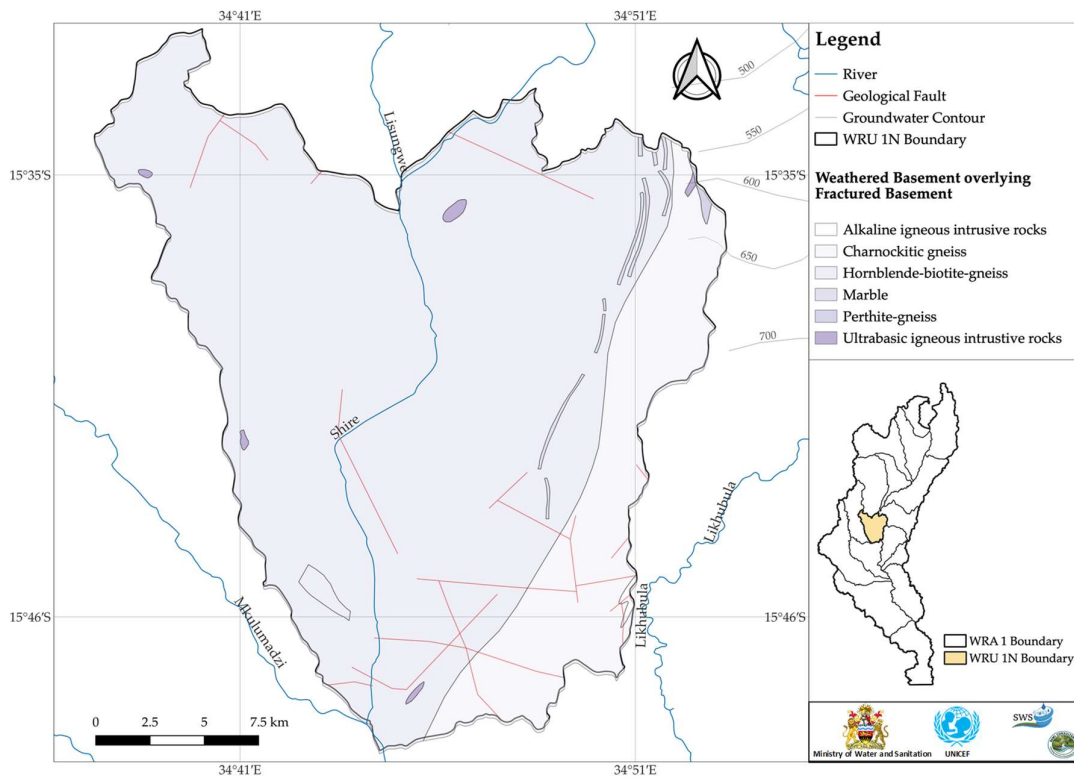 34°41′E
34°51′E
Legend
River
Geological Fault
Groundwater Contour
WRU 1N Boundary
Weathered Basement overlying
Fractured Basement
Alkaline igneous intrusive rocks
Charnockitic gneiss
Hornblende-biotite-gneiss
Marble
Perthite-gneiss
Ultrabasic igneous intrustive rocks
500
550
600
650
700
Lisungwe
15°35′S
15°35′S
Shire
Likhubula
Likhubula
Mkulumadzi
15°46′S
15°46′S
0 2.5 5 7.5 km
34°41′E
34°51′E
WRA 1 Boundary
WRU 1N Boundary
Ministry of Water and Sanitation
UNICEF
SWS